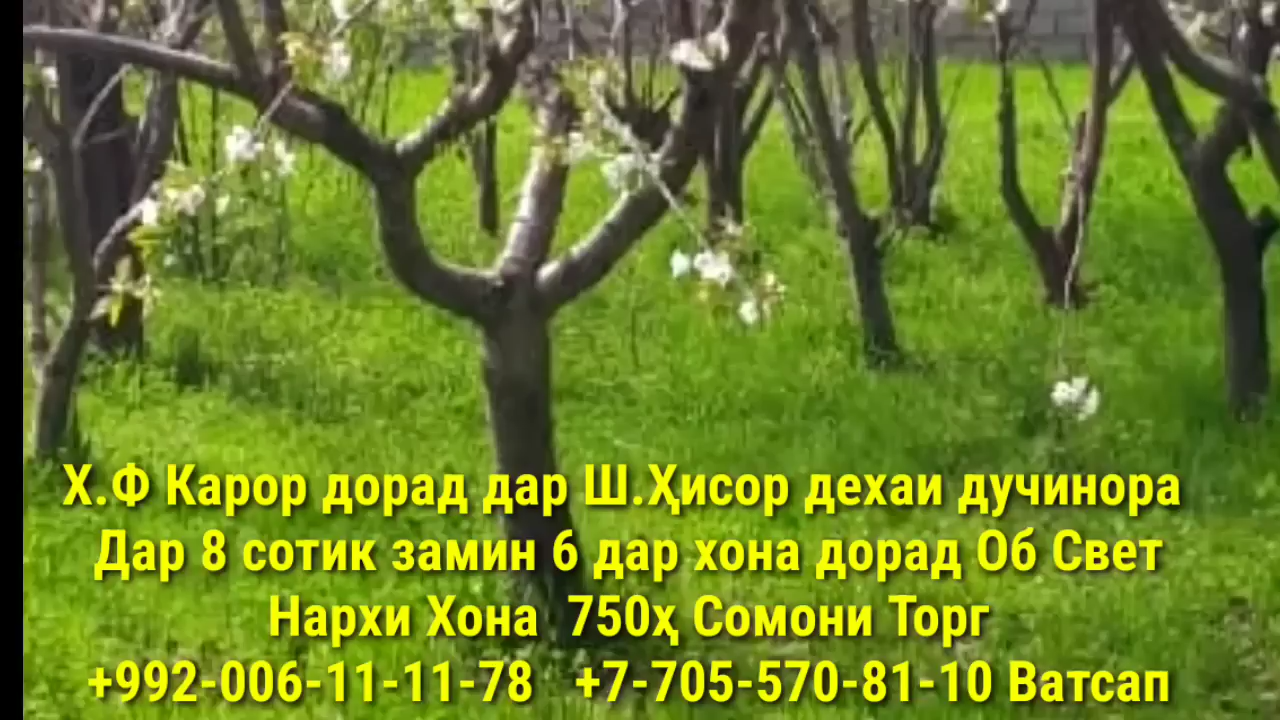 Х.Ф Карор дорад дар Ш.Ҳисор дехаи дучинора
Дар 8 сотик замин 6 дар хона дорад Об Свет
Нархи Хона 750ҳ Сомони Торг
+992-006-11-11-78 +7-705-570-81-10 Ватсап